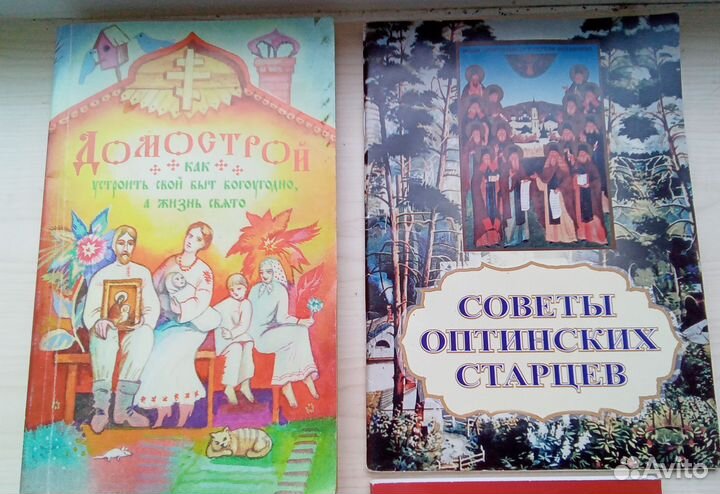 Домострой
как
устроить свой быт богоугодно,
а жизнь свято
СОВЕТЫ
ОПТИНСКИХ
СТАРЦЕВ
Avito